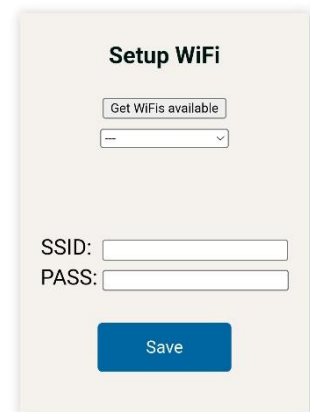 Setup WiFi
Get WiFis available
---
SSID:
PASS:
Save